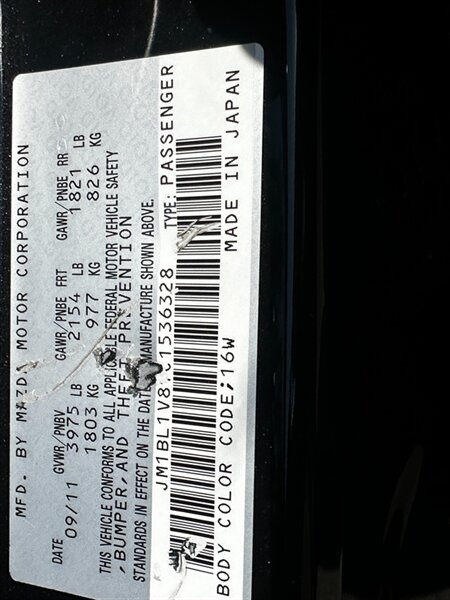 MFD. BY MAZDA MOTOR CORPORATION
DATE GVWR/PNBV GAWR/PNBE FRT GAWR/PNBE RR
09/11 3975 LB 2154 LB 1821 LB
1803 KG 977 KG 826 KG
THIS VEHICLE CONFORMS TO ALL APPLICABLE FEDERAL MOTOR VEHICLE SAFETY
, BUMPER, AND THEFT PREVENTION
STANDARDS IN EFFECT ON THE DATE MANUFACTURE SHOWN ABOVE.
C1536328 TYPE: PASSENGER
BODY COLOR CODE;16W MADE IN JAPAN